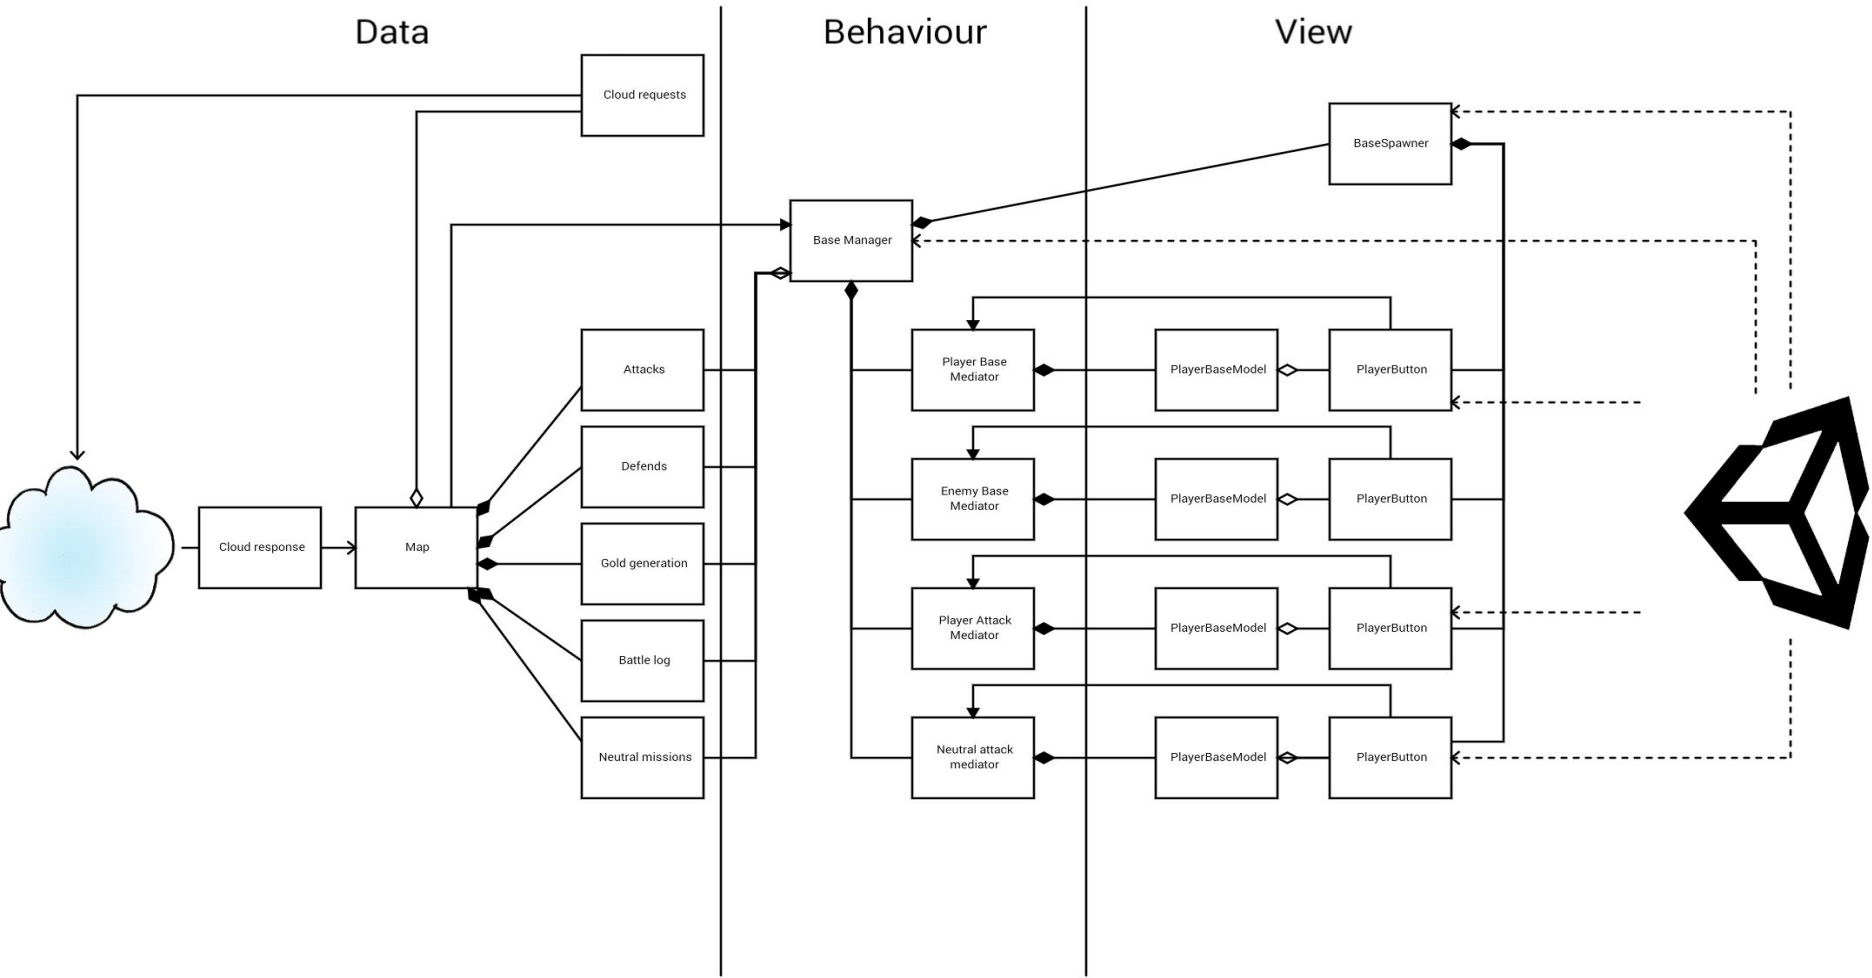 Data
Behaviour
View
Cloud requests
BaseSpawner
Base Manager
Attacks
Player Base
Mediator
PlayerBaseModel
PlayerButton
Defends
Enemy Base
Mediator
PlayerBaseModel
PlayerButton
Cloud response
Map
Gold generation
Player Attack
Mediator
PlayerBaseModel
PlayerButton
Battle log
Neutral missions
Neutral attack
mediator
PlayerBaseModel
PlayerButton